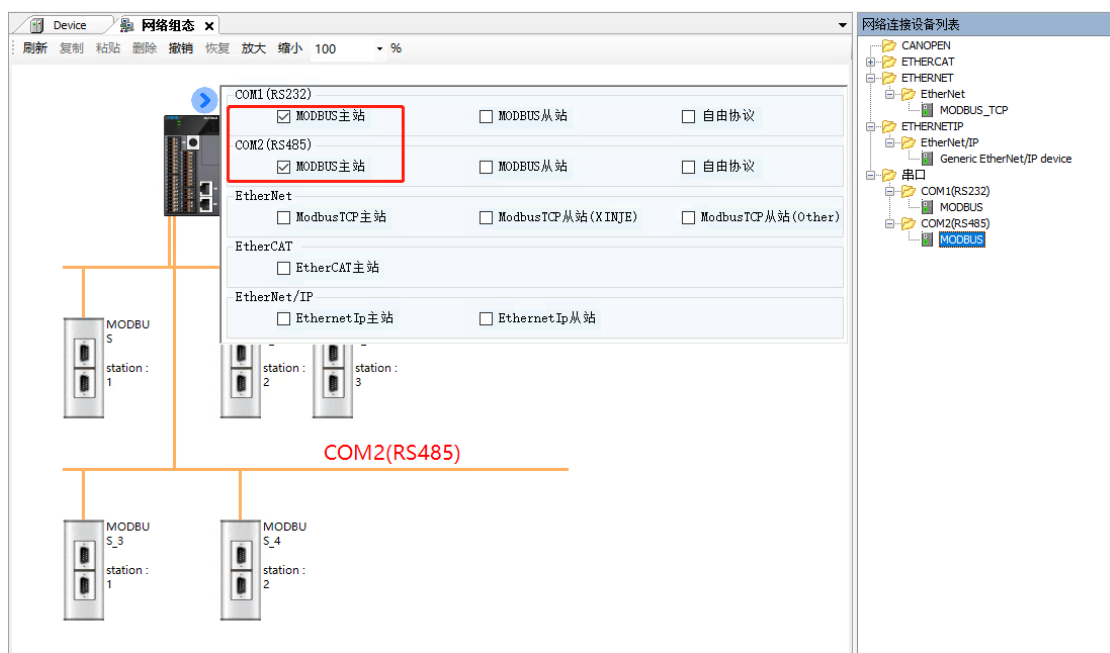 Device
网络组态
刷新 复制 粘贴 删除 撤销 恢复 放大 缩小 100 %
COM1(RS232)
MODBUS主站 MODBUS从站 自由协议
COM2(RS485)
MODBUS主站 MODBUS从站 自由协议
EtherNet
ModbusTCP主站 ModbusTCP从站(XINJE) ModbusTCP从站(Other)
EtherCAT
EtherCAT主站
EtherNet/IP
EthernetIp主站 EthernetIp从站
MODBU
S
station :
1
station :
2
station :
3
COM2(RS485)
MODBU
S_3
station :
1
MODBU
S_4
station :
2
网络连接设备列表
CANOPEN
ETHERCAT
ETHERNET
EtherNet
MODBUS_TCP
ETHERNETIP
EtherNet/IP
Generic EtherNet/IP device
串口
COM1(RS232)
MODBUS
COM2(RS485)
MODBUS